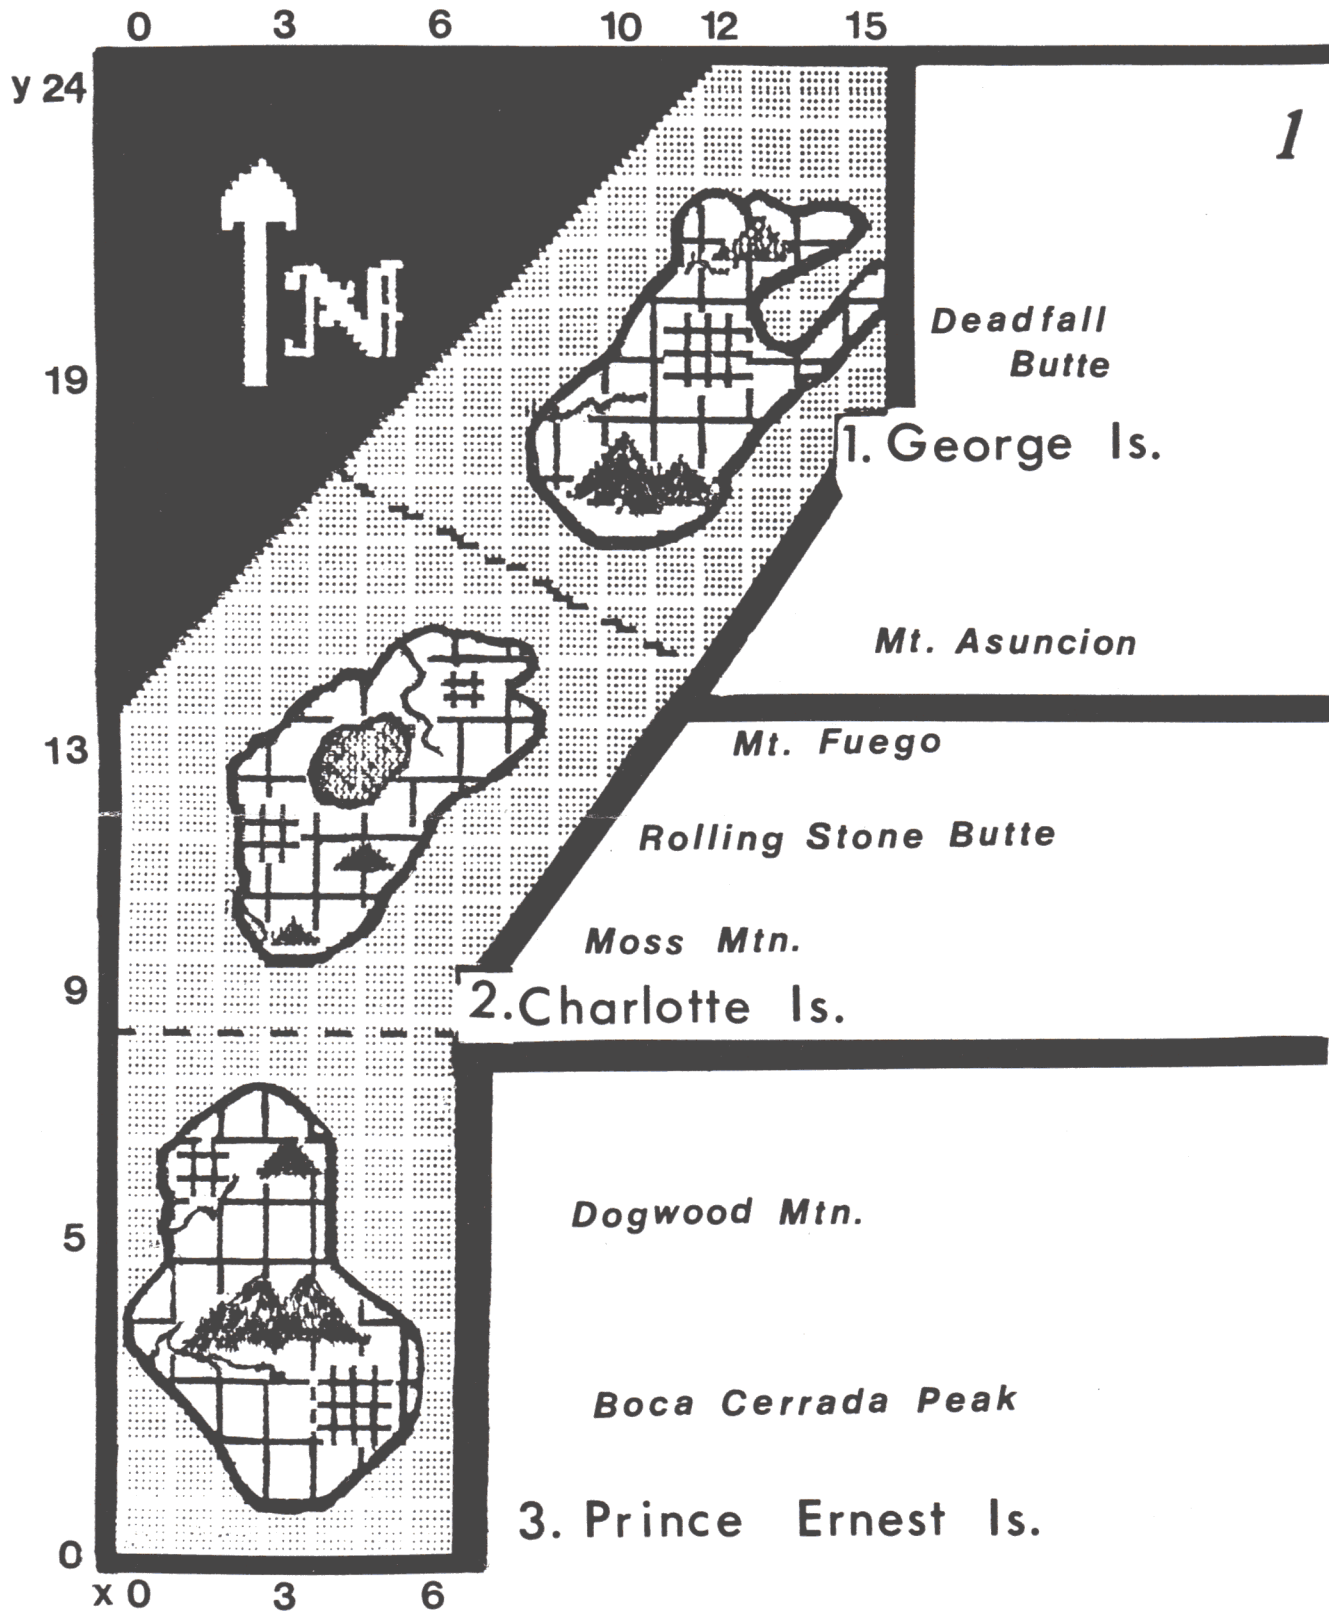 0 3 6 10 12 15
y 24
1
N
Deadfall
Butte
19
1. George Is.
Mt. Asuncion
13
Mt. Fuego
Rolling Stone Butte
Moss Mtn.
9
2. Charlotte Is.
5
Dogwood Mtn.
Boca Cerrada Peak
3. Prince Ernest Is.
0
x 0 3 6